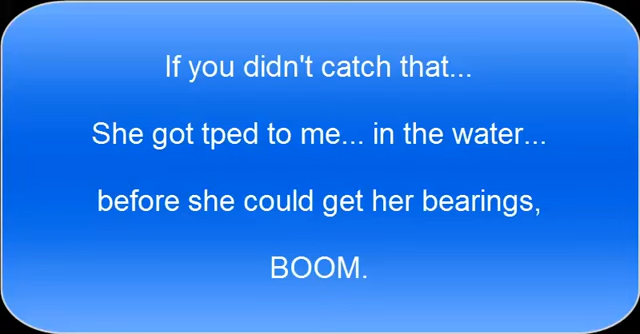 If you didn't catch that...
She got tped to me... in the water...
before she could get her bearings,
BOOM.